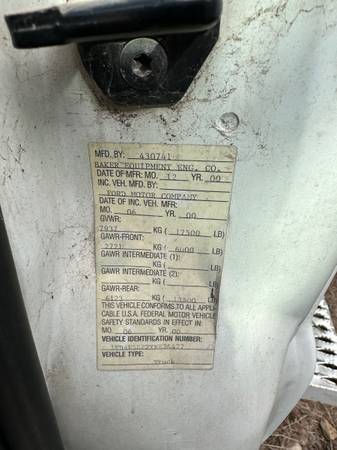 MFD. BY: 430741
BAKER EQUIPMENT ENG. CO.
DATE OF MFR: MO. 12 YR. 00
INC. VEH. MFD. BY:
FORD MOTOR COMPANY
DATE OF INC. VEH. MFR:
MO. 06 YR. 00
GVWR:
7937 KG ( 17500 LB)
GAWR-FRONT:
2721 KG ( 6000 LB)
GAWR INTERMEDIATE (1):
KG ( LB)
GAWR INTERMEDIATE (2):
KG ( LB)
GAWR-REAR:
6123 KG ( 13500 LB)
THIS VEHICLE CONFORMS TO ALL APPLI-
CABLE U.S.A. FEDERAL MOTOR VEHICLE
SAFETY STANDARDS IN EFFECT IN:
MO. 06 YR. 00
VEHICLE IDENTIFICATION NUMBER:
VEHICLE TYPE:
Truck